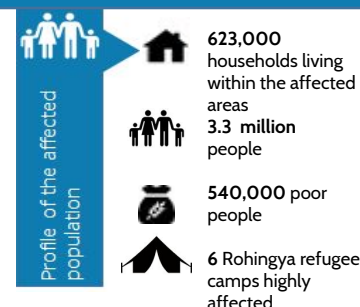 Profile of the affected
population
623,000
households living
within the affected
areas
3.3 million
people
540,000 poor
people
6 Rohingya refugee
camps highly
affected